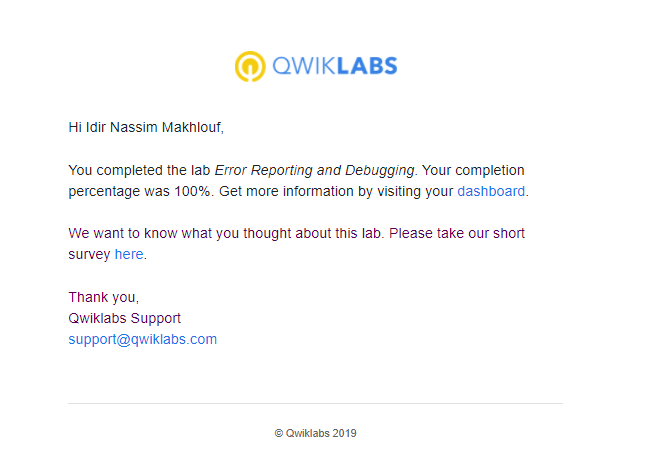 QWIKLABS
Hi Idir Nassim Makhlouf,
You completed the lab Error Reporting and Debugging. Your completion
percentage was 100%. Get more information by visiting your dashboard.
We want to know what you thought about this lab. Please take our short
survey here.
Thank you,
Qwiklabs Support
support@qwiklabs.com
© Qwiklabs 2019